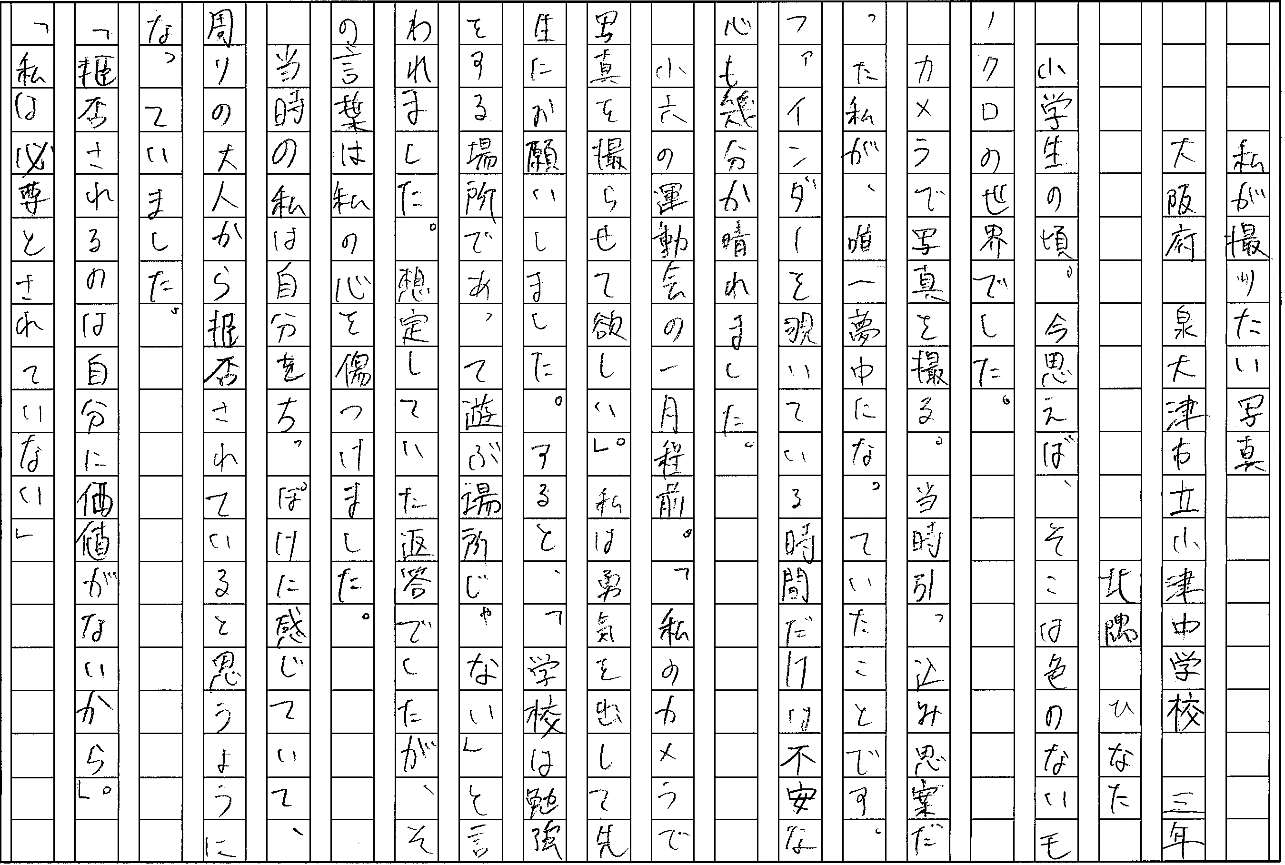 私が撮りたい写真
大阪府 泉大津市立小津中学校 三年
北隅 ひなた
小学生の頃。今思えば、そこは色のないモ
ノクロの世界でした。
カメラで写真を撮る。当時引っ込み思案だ
った私が、唯一夢中になっていたことです。
ファインダーを覗いている時間だけは不安な
心も幾分か晴れました。
小六の運動会の一月程前。「私のカメラで
写真を撮らせて欲しい」。私は勇気を出して先
生にお願いしました。すると、「学校は勉強
をする場所であって遊ぶ場所じゃない」と言
われました。想定していた返答でしたが、そ
の言葉は私の心を傷つけました。
当時の私は自分をちっぽけに感じていて、
周りの大人から拒否されていると思うように
なっていました。
「拒否されるのは自分に価値がないから」。
「私は必尊とされていない」